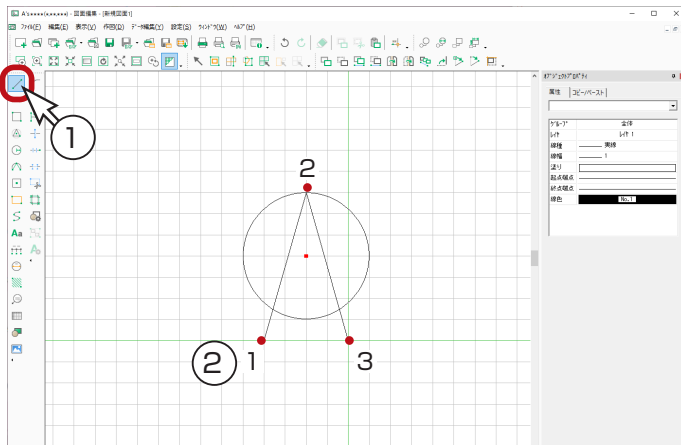 A's××××(×,××,××) - 図面編集 - [新規図面1]
ﾌｧｲﾙ(F) 編集(E) 表示(V) 作図(D) ﾃﾞｰﾀ編集(Y) 設定(S) ｳｨﾝﾄﾞｳ(W) ﾍﾙﾌﾟ(H)
ｵﾌﾞｼﾞｪｸﾄﾌﾟﾛﾊﾟﾃｨ
属性 ｺﾋﾟｰ/ﾍﾟｰｽﾄ
ｸﾞﾙｰﾌﾟ 全体
ﾚｲﾔ ﾚｲﾔ 1
線種 実線
線幅 1
塗り
起点端点
終点端点
線色 No.1
Aa
①
2
② 1
3